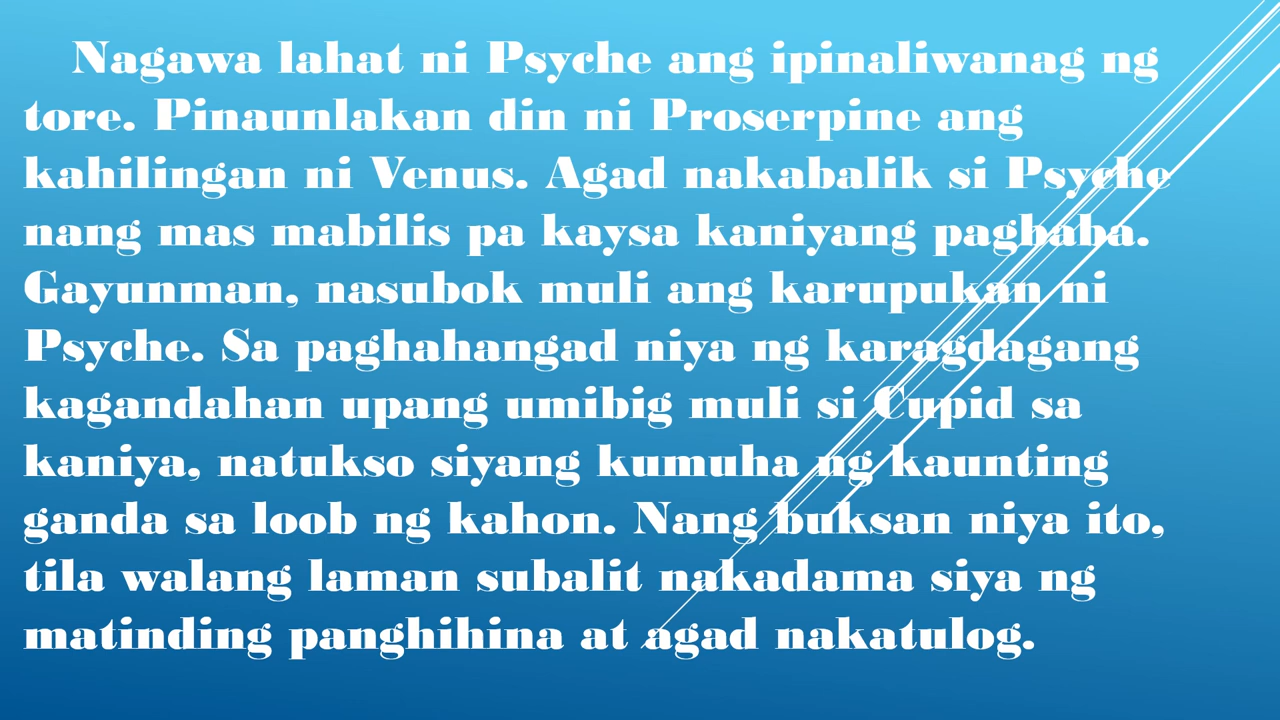 Nagawa lahat ni Psyche ang ipinaliwanag ng
tore. Pinaunlakan din ni Proserpine ang
kahilingan ni Venus. Agad nakabalik si Psyche
nang mas mabilis pa kaysa kaniyang pagbaba.
Gayunman, nasubok muli ang karupukan ni
Psyche. Sa paghahangad niya ng karagdagang
kagandahan upang umibig muli si Cupid sa
kaniya, natukso siyang kumuha ng kaunting
ganda sa loob ng kahon. Nang buksan niya ito,
tila walang laman subalit nakadama siya ng
matinding panghihina at agad nakatulog.